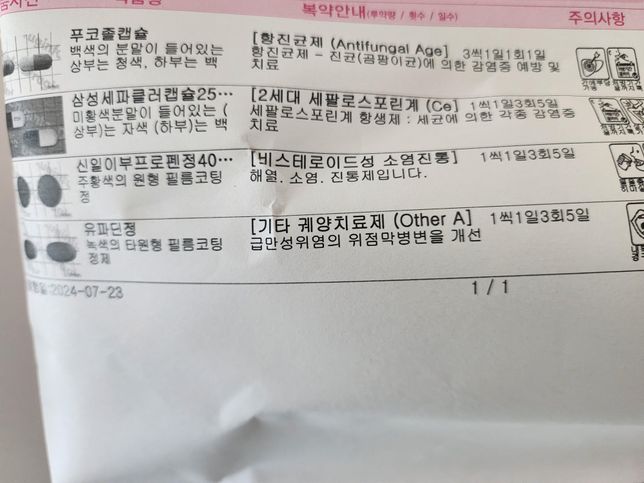 복약안내(투약량 / 횟수 / 일수)
주의사항
푸코졸캡슐
백색의 분말이 들어있는
상부는 청색, 하부는 백
[항진균제 (Antifungal Age] 3씩1일1회1일
항진균제 - 진균(곰팡이균)에 의한 감염증 예방 및
치료
삼성세파클러캡슐25…
미황색분말이 들어있는 (
상부)는 자색 (하부)는 백
[2세대 세팔로스포린계 (Ce] 1씩1일3회5일
세팔로스포린계 항생제 : 세균에 의한 각종 감염증
치료
신일이부프로펜정40…
주황색의 원형 필름코팅
정
[비스테로이드성 소염진통] 1씩1일3회5일
해열. 소염. 진통제입니다.
유파딘정
녹색의 타원형 필름코팅
정제
[기타 궤양치료제 (Other A] 1씩1일3회5일
급만성위염의 위점막병변을 개선
2024-07-23
1 / 1